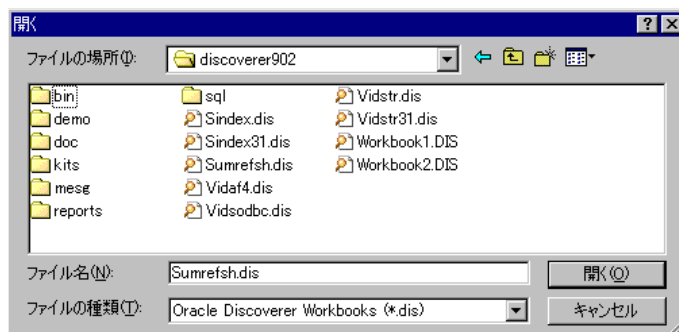 開く
ファイルの場所(I): discoverer902
bin sql Vidstr.dis
demo Sindex.dis Vidstr31.dis
doc Sindex31.dis Workbook1.DIS
kits Sumrefsh.dis Workbook2.DIS
mesg Vidaf4.dis
reports Vidsodbc.dis
ファイル名(N): Sumrefsh.dis 開く(O)
ファイルの種類(T): Oracle Discoverer Workbooks (*.dis) キャンセル